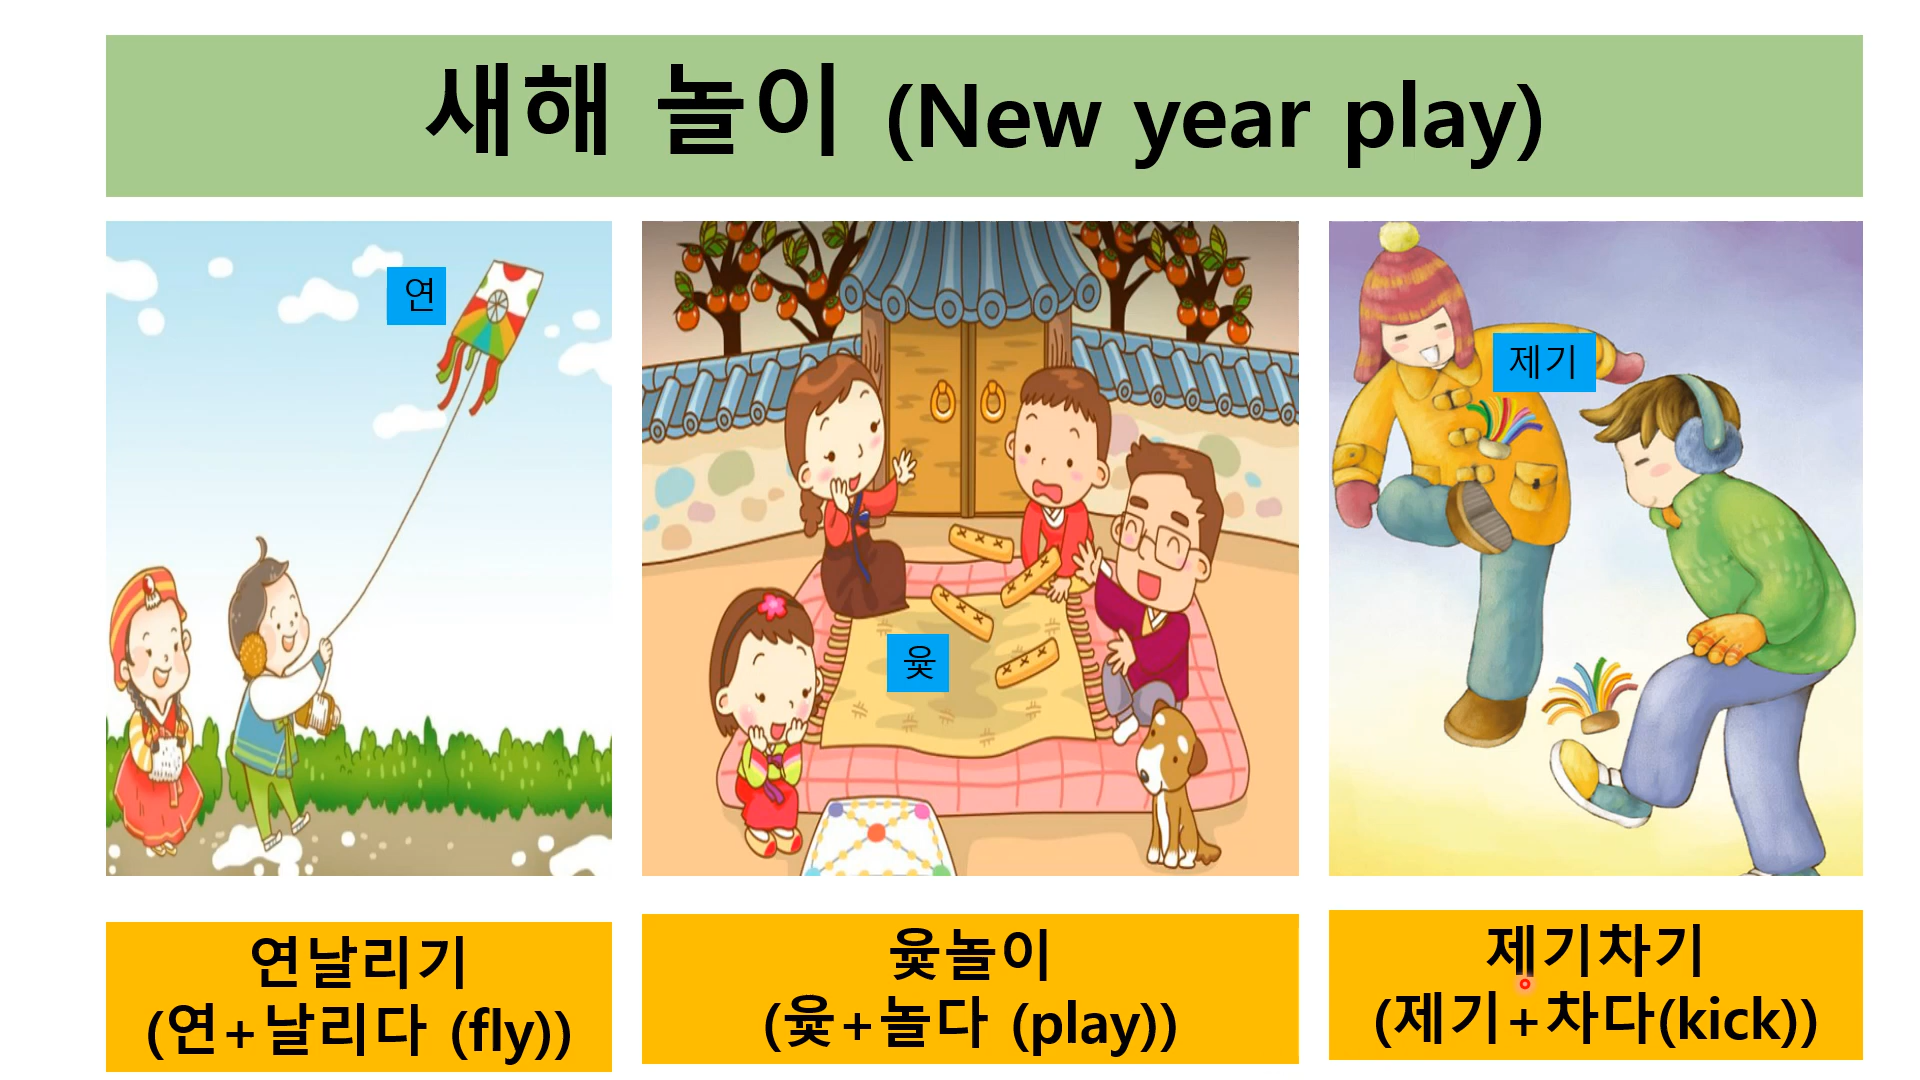 새해 놀이 (New year play)
연
윷
제기
연날리기
(연+날리다 (fly))
윷놀이
(윷+놀다 (play))
제기차기
(제기+차다(kick))